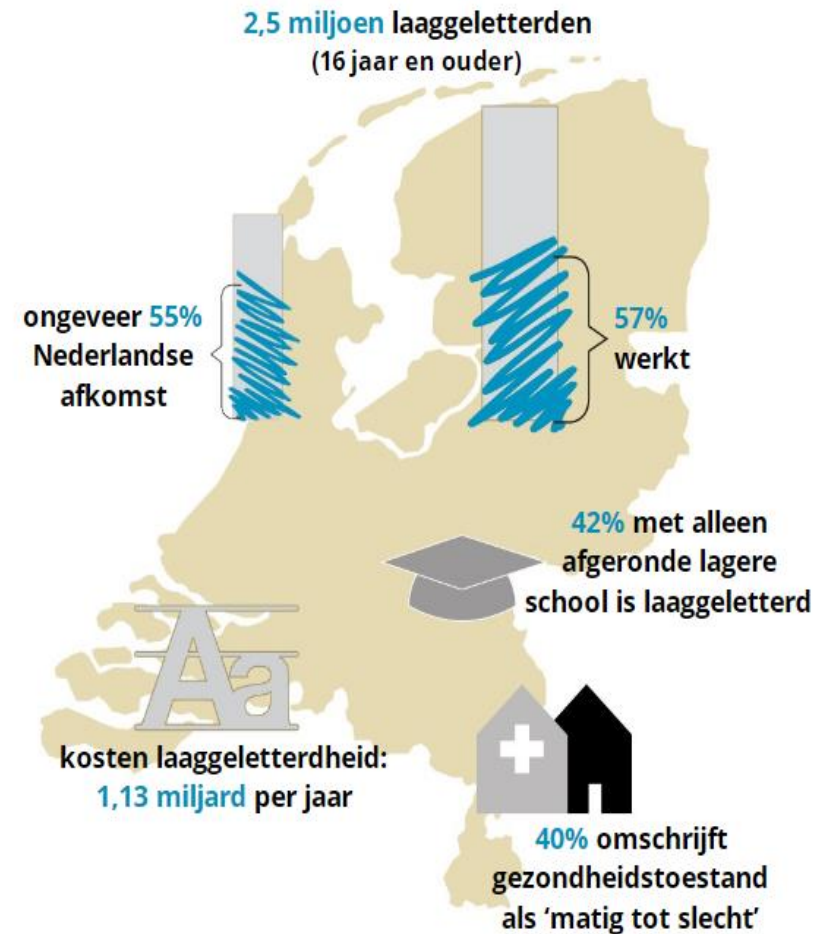 2,5 miljoen laaggeletterden
(16 jaar en ouder)
ongeveer 55%
Nederlandse
afkomst
57%
werkt
42% met alleen
afgeronde lagere
school is laaggeletterd
Aa
kosten laaggeletterdheid:
1,13 miljard per jaar
40% omschrijft
gezondheidstoestand
als ‘matig tot slecht’